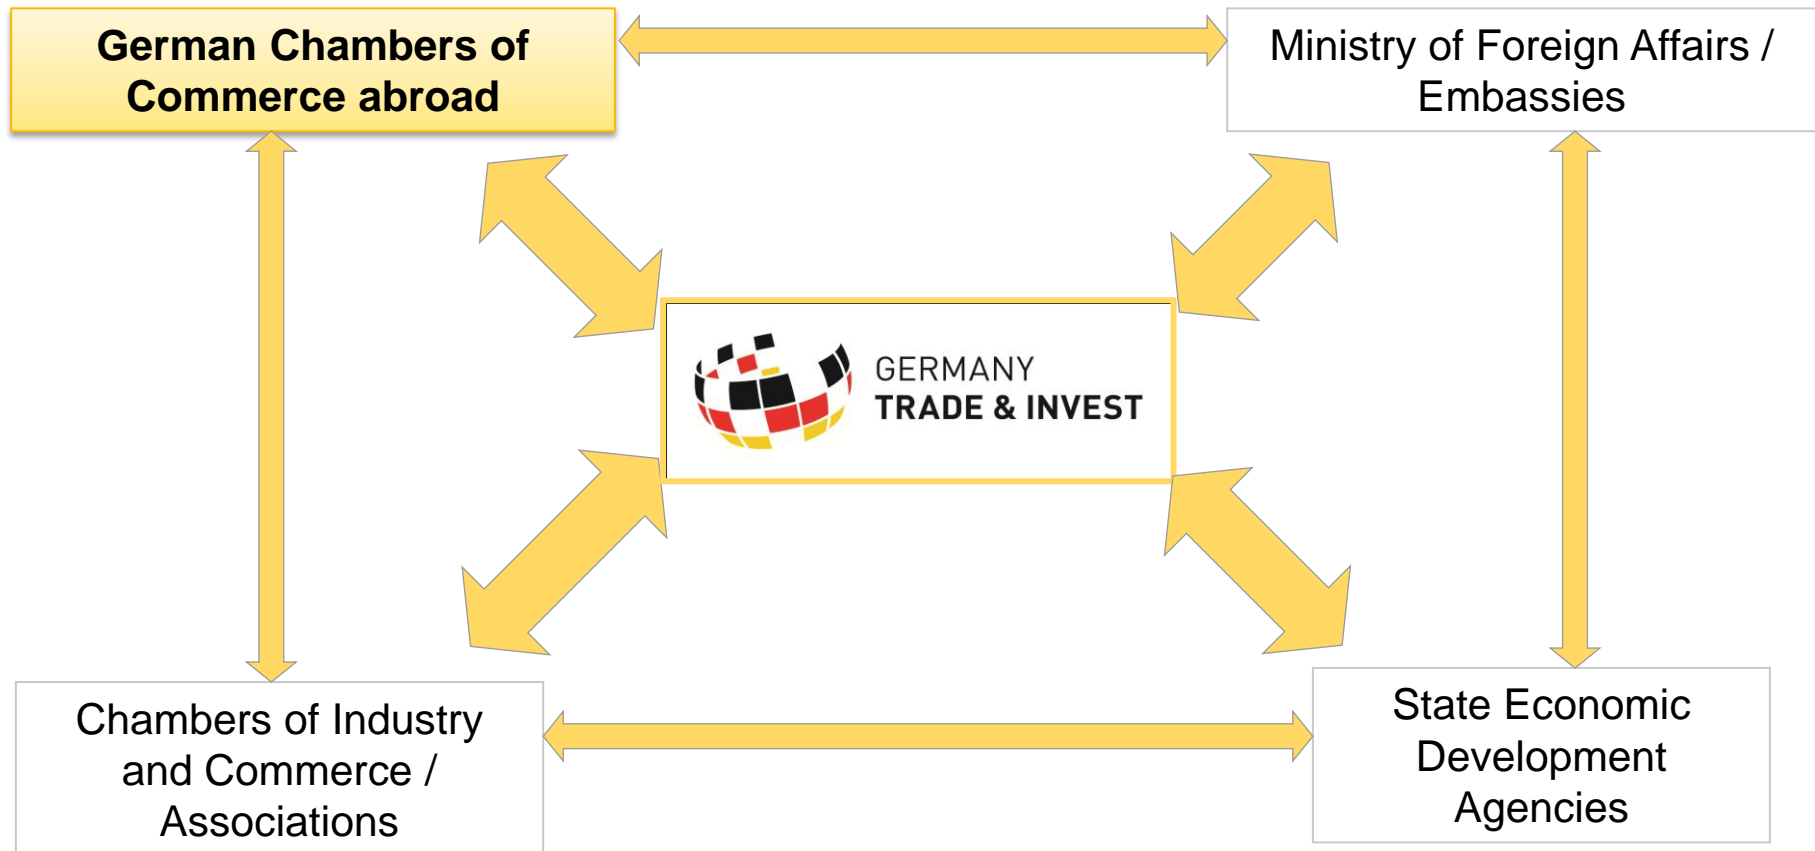 German Chambers of
Commerce abroad
Ministry of Foreign Affairs /
Embassies
GERMANY
TRADE & INVEST
Chambers of Industry
and Commerce /
Associations
State Economic
Development
Agencies